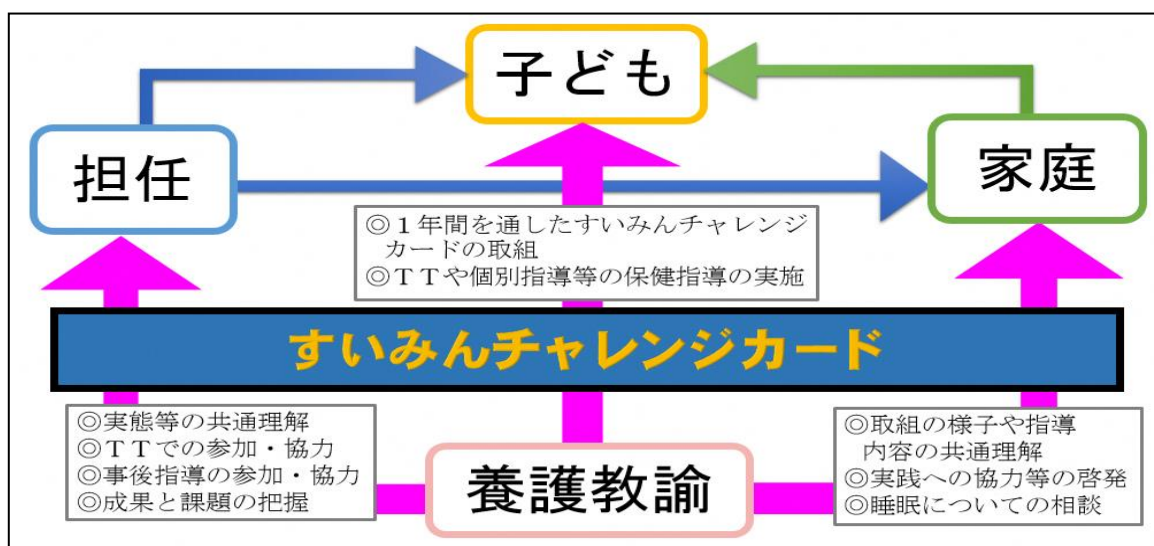 子ども
担任
家庭
◎１年間を通したすいみんチャレンジ
カードの取組
◎ＴＴや個別指導等の保健指導の実施
すいみんチャレンジカード
◎実態等の共通理解
◎ＴＴでの参加・協力
◎事後指導の参加・協力
◎成果と課題の把握
養護教諭
◎取組の様子や指導
内容の共通理解
◎実践への協力等の啓発
◎睡眠についての相談